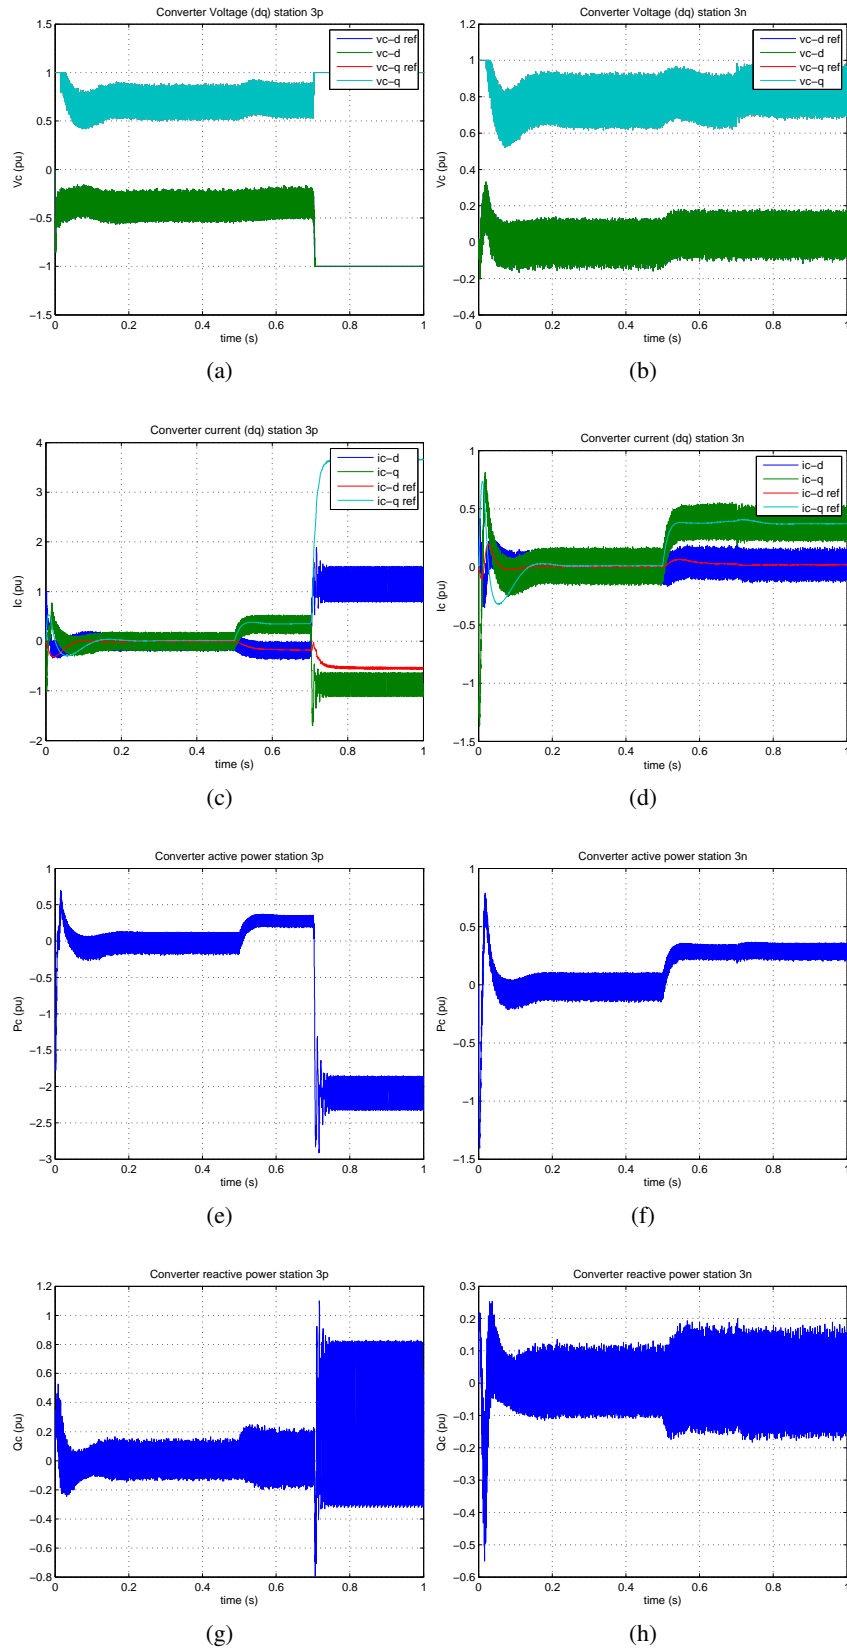 Converter Voltage (dq) station 3p
1.5
1
0.5
0
−0.5
−1
−1.5
Vc (pu)
vc−d ref
vc−d
vc−q ref
vc−q
0 0.2 0.4 0.6 0.8 1
time (s)
(a)
Converter Voltage (dq) station 3n
1.2
1
0.8
0.6
0.4
0.2
0
−0.2
−0.4
Vc (pu)
vc−d ref
vc−d
vc−q ref
vc−q
0 0.2 0.4 0.6 0.8 1
time (s)
(b)
Converter current (dq) station 3p
4
3
2
1
0
−1
−2
Ic (pu)
ic−d
ic−q
ic−d ref
ic−q ref
0 0.2 0.4 0.6 0.8 1
time (s)
(c)
Converter current (dq) station 3n
1
0.5
0
−0.5
−1
−1.5
Ic (pu)
ic−d
ic−q
ic−d ref
ic−q ref
0 0.2 0.4 0.6 0.8 1
time (s)
(d)
Converter active power station 3p
1
0.5
0
−0.5
−1
−1.5
−2
−2.5
−3
Pc (pu)
0 0.2 0.4 0.6 0.8 1
time (s)
(e)
Converter active power station 3n
1
0.5
0
−0.5
−1
−1.5
Pc (pu)
0 0.2 0.4 0.6 0.8 1
time (s)
(f)
Converter reactive power station 3p
1.2
1
0.8
0.6
0.4
0.2
0
−0.2
−0.4
−0.6
−0.8
Qc (pu)
0 0.2 0.4 0.6 0.8 1
time (s)
(g)
Converter reactive power station 3n
0.3
0.2
0.1
0
−0.1
−0.2
−0.3
−0.4
−0.5
−0.6
Qc (pu)
0 0.2 0.4 0.6 0.8 1
time (s)
(h)